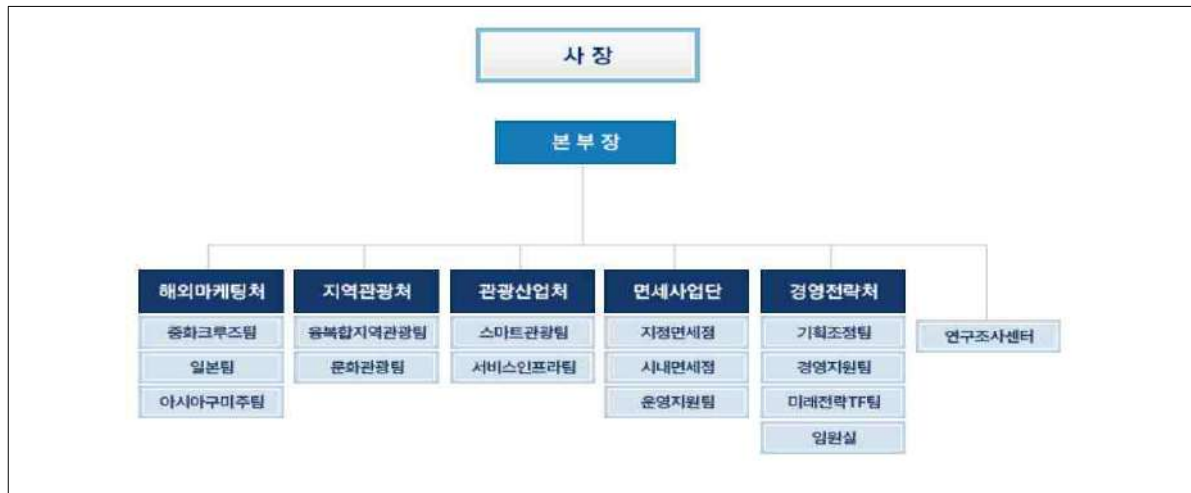 사 장
본 부 장
해외마케팅처
중화크루즈팀
일본팀
아시아구미주팀
지역관광처
융복합지역관광팀
문화관광팀
관광산업처
스마트관광팀
서비스인프라팀
면세사업단
지정면세점
시내면세점
운영지원팀
경영전략처
기획조정팀
경영지원팀
미래전략TF팀
임원실
연구조사센터